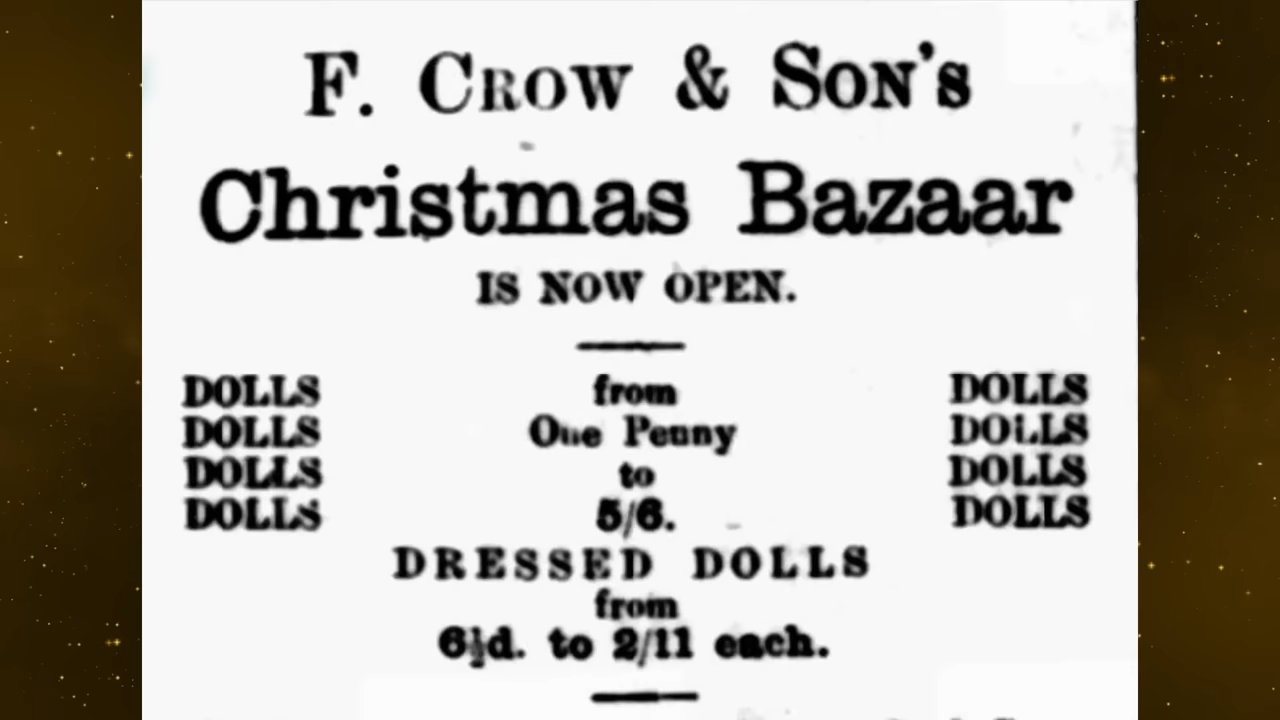 F. CROW & SON'S
Christmas Bazaar
IS NOW OPEN.
DOLLS from DOLLS
DOLLS One Penny DOLLS
DOLLS to DOLLS
DOLLS 5/6. DOLLS
DRESSED DOLLS
from
6½d. to 2/11 each.